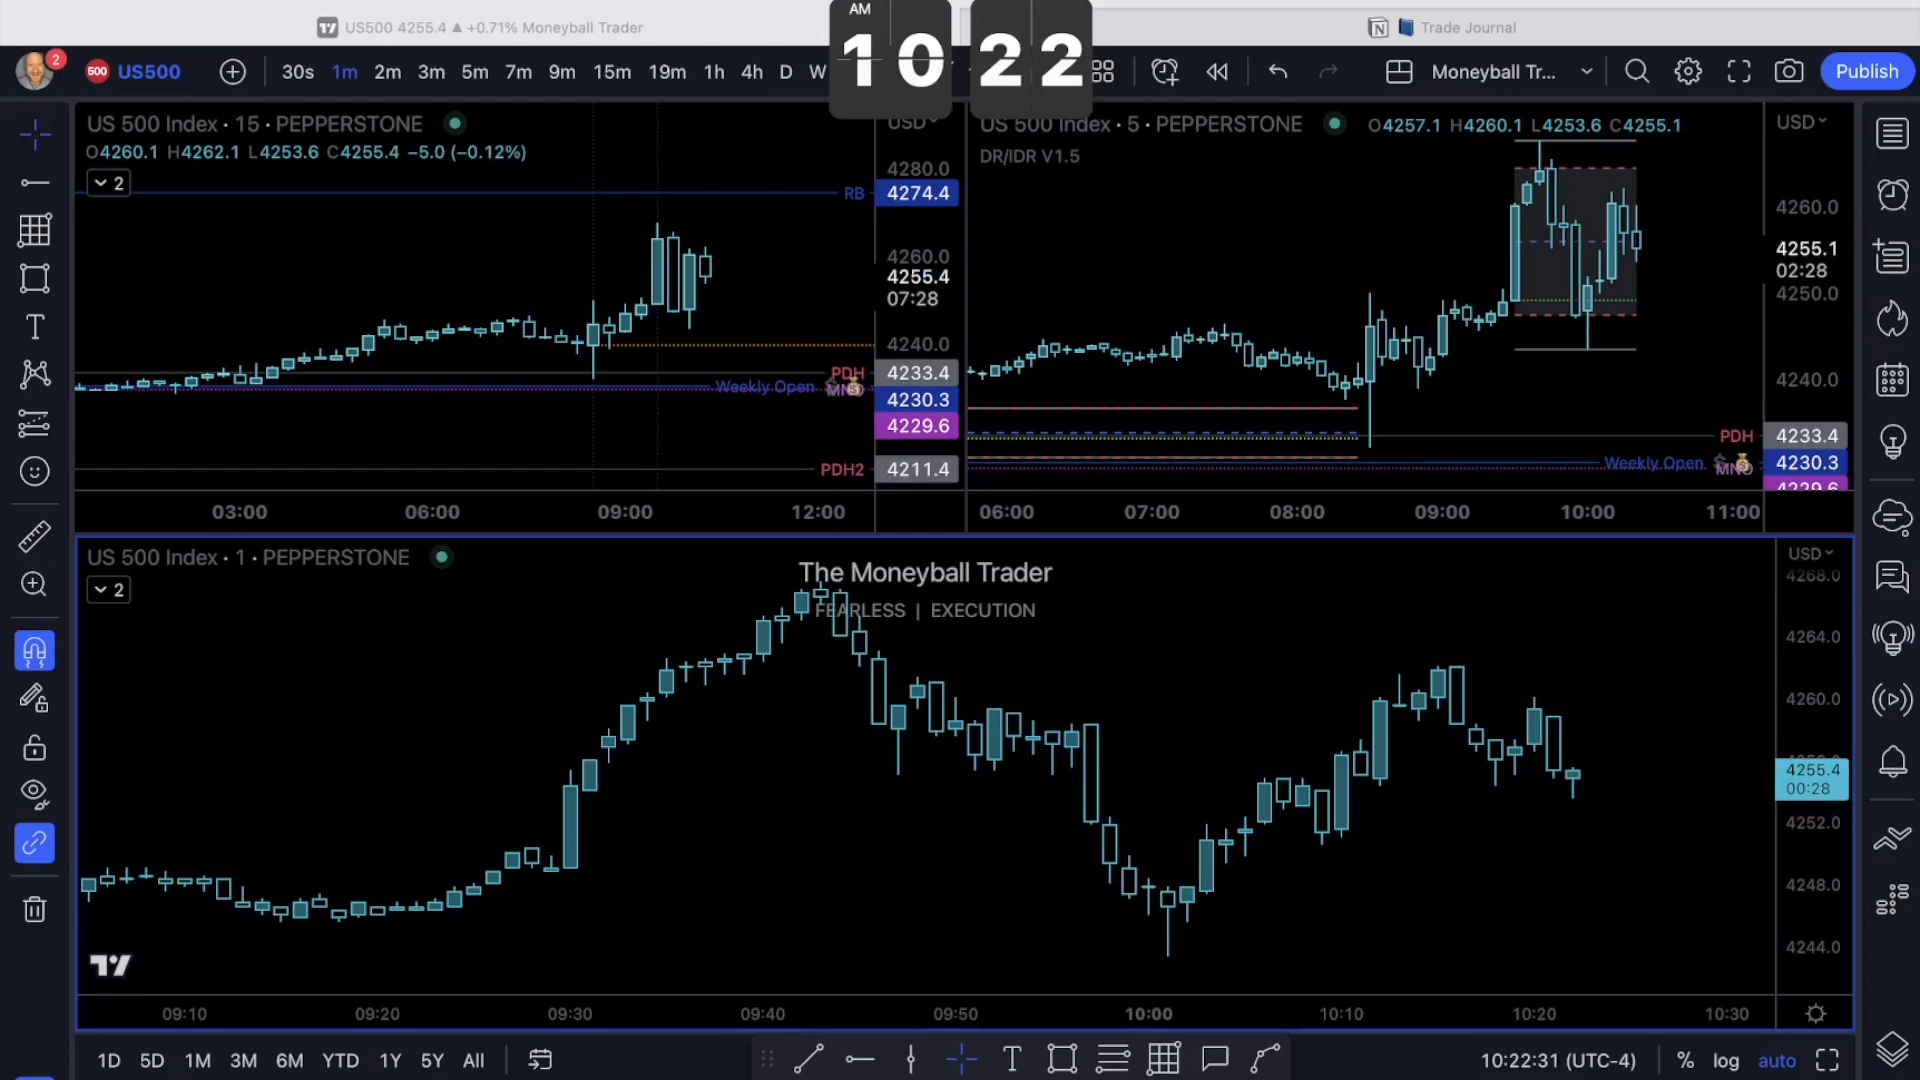 US500 4255.4 ▲ +0.71% Moneyball Trader
Trade Journal
AM
10 22
2
500 US500
30s 1m 2m 3m 5m 7m 9m 15m 19m 1h 4h D W
Moneyball Tr...
Publish
US 500 Index · 15 · PEPPERSTONE
USD
O4260.1 H4262.1 L4253.6 C4255.4 −5.0 (−0.12%)
2
4280.0
RB 4274.4
4260.0
4255.4
07:28
4240.0
PDH 4233.4
Weekly Open 4230.3
MNO
4229.6
PDH2 4211.4
03:00 06:00 09:00 12:00
US 500 Index · 5 · PEPPERSTONE
O4257.1 H4260.1 L4253.6 C4255.1
USD
DR/IDR V1.5
4260.0
4255.1
02:28
4250.0
4240.0
PDH 4233.4
Weekly Open 4230.3
MNO
4229.6
06:00 07:00 08:00 09:00 10:00 11:00
US 500 Index · 1 · PEPPERSTONE
2
The Moneyball Trader
FEARLESS | EXECUTION
USD
4268.0
4264.0
4260.0
4255.4
00:28
4252.0
4248.0
4244.0
09:10 09:20 09:30 09:40 09:50 10:00 10:10 10:20 10:30
1D 5D 1M 3M 6M YTD 1Y 5Y All
10:22:31 (UTC-4) % log auto